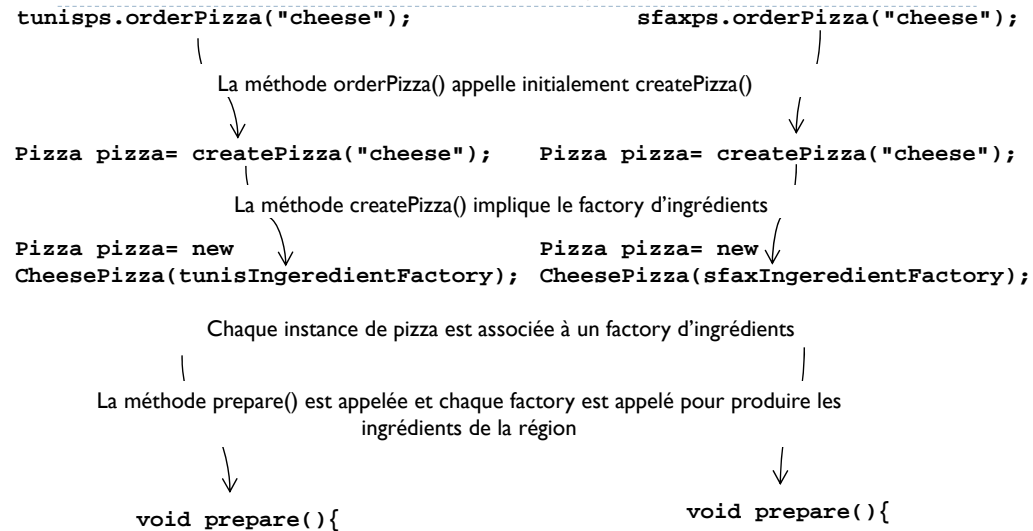 tunisps.orderPizza("cheese"); sfaxps.orderPizza("cheese");
La méthode orderPizza() appelle initialement createPizza()
Pizza pizza= createPizza("cheese"); Pizza pizza= createPizza("cheese");
La méthode createPizza() implique le factory d’ingrédients
Pizza pizza= new Pizza pizza= new
CheesePizza(tunisIngeredientFactory); CheesePizza(sfaxIngeredientFactory);
Chaque instance de pizza est associée à un factory d’ingrédients
La méthode prepare() est appelée et chaque factory est appelé pour produire les
ingrédients de la région
void prepare(){ void prepare(){